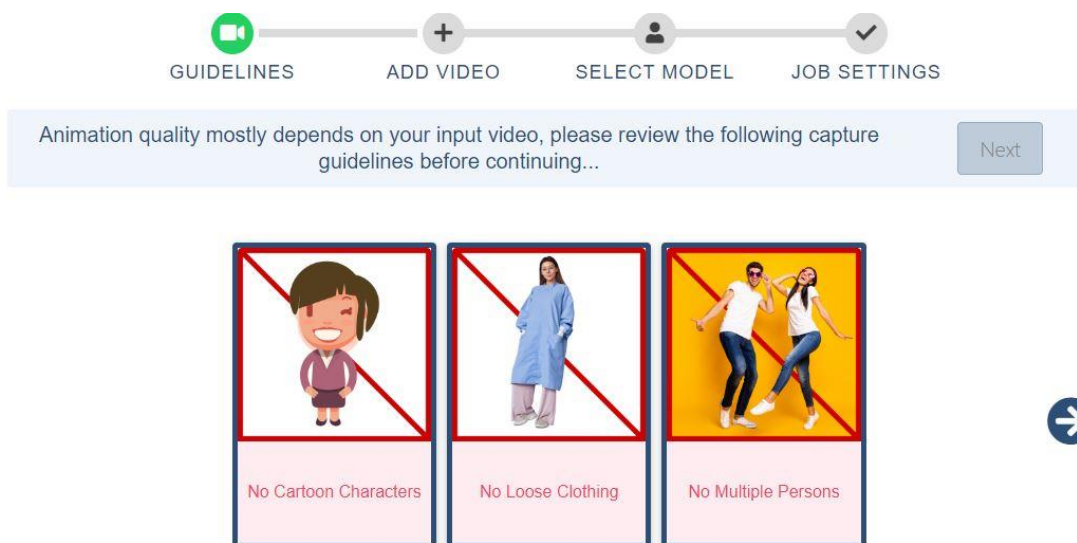 GUIDELINES
ADD VIDEO
SELECT MODEL
JOB SETTINGS
Animation quality mostly depends on your input video, please review the following capture
guidelines before continuing...
Next
No Cartoon Characters
No Loose Clothing
No Multiple Persons